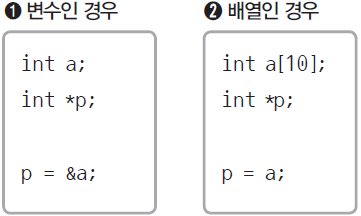 ❶ 변수인 경우
int a;
int *p;
p = &a;
❷ 배열인 경우
int a[10];
int *p;
p = a;